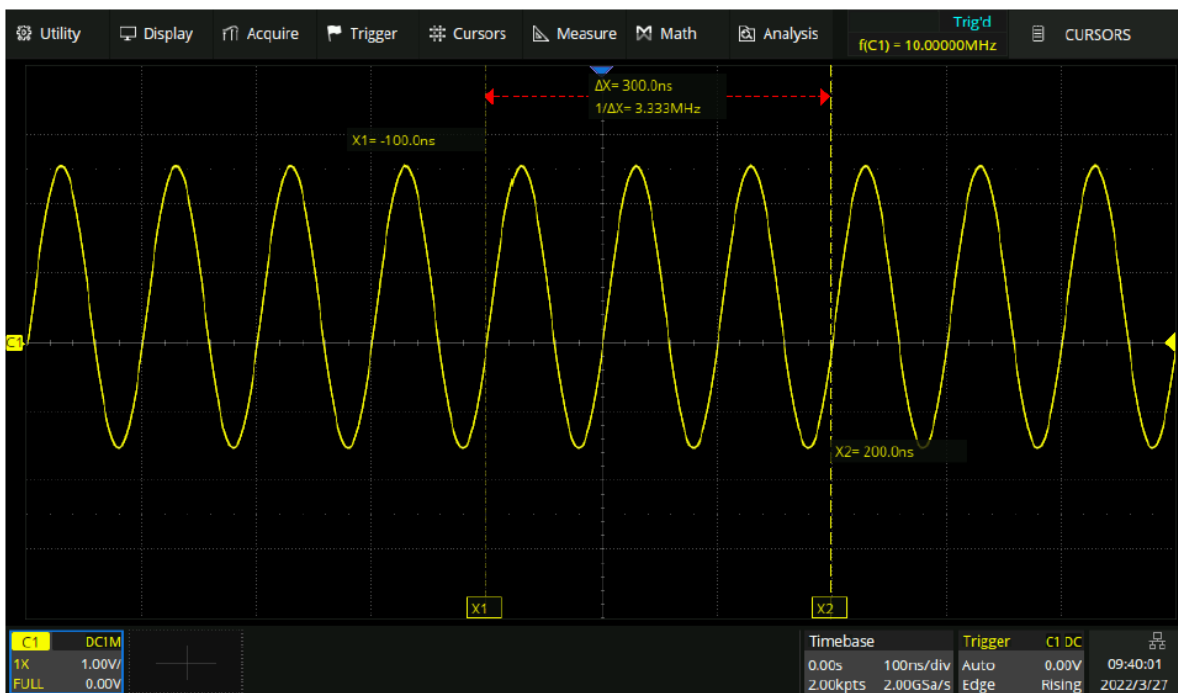 Utility Display Acquire Trigger Cursors Measure Math Analysis
Trig'd
f(C1) = 10.00000MHz
CURSORS
ΔX= 300.0ns
1/ΔX= 3.333MHz
X1= -100.0ns
C1
X2= 200.0ns
X1
X2
C1 DC1M
1X 1.00V/
FULL 0.00V
Timebase
0.00s 100ns/div
2.00kpts 2.00GSa/s
Trigger C1 DC
Auto 0.00V
Edge Rising
09:40:01
2022/3/27